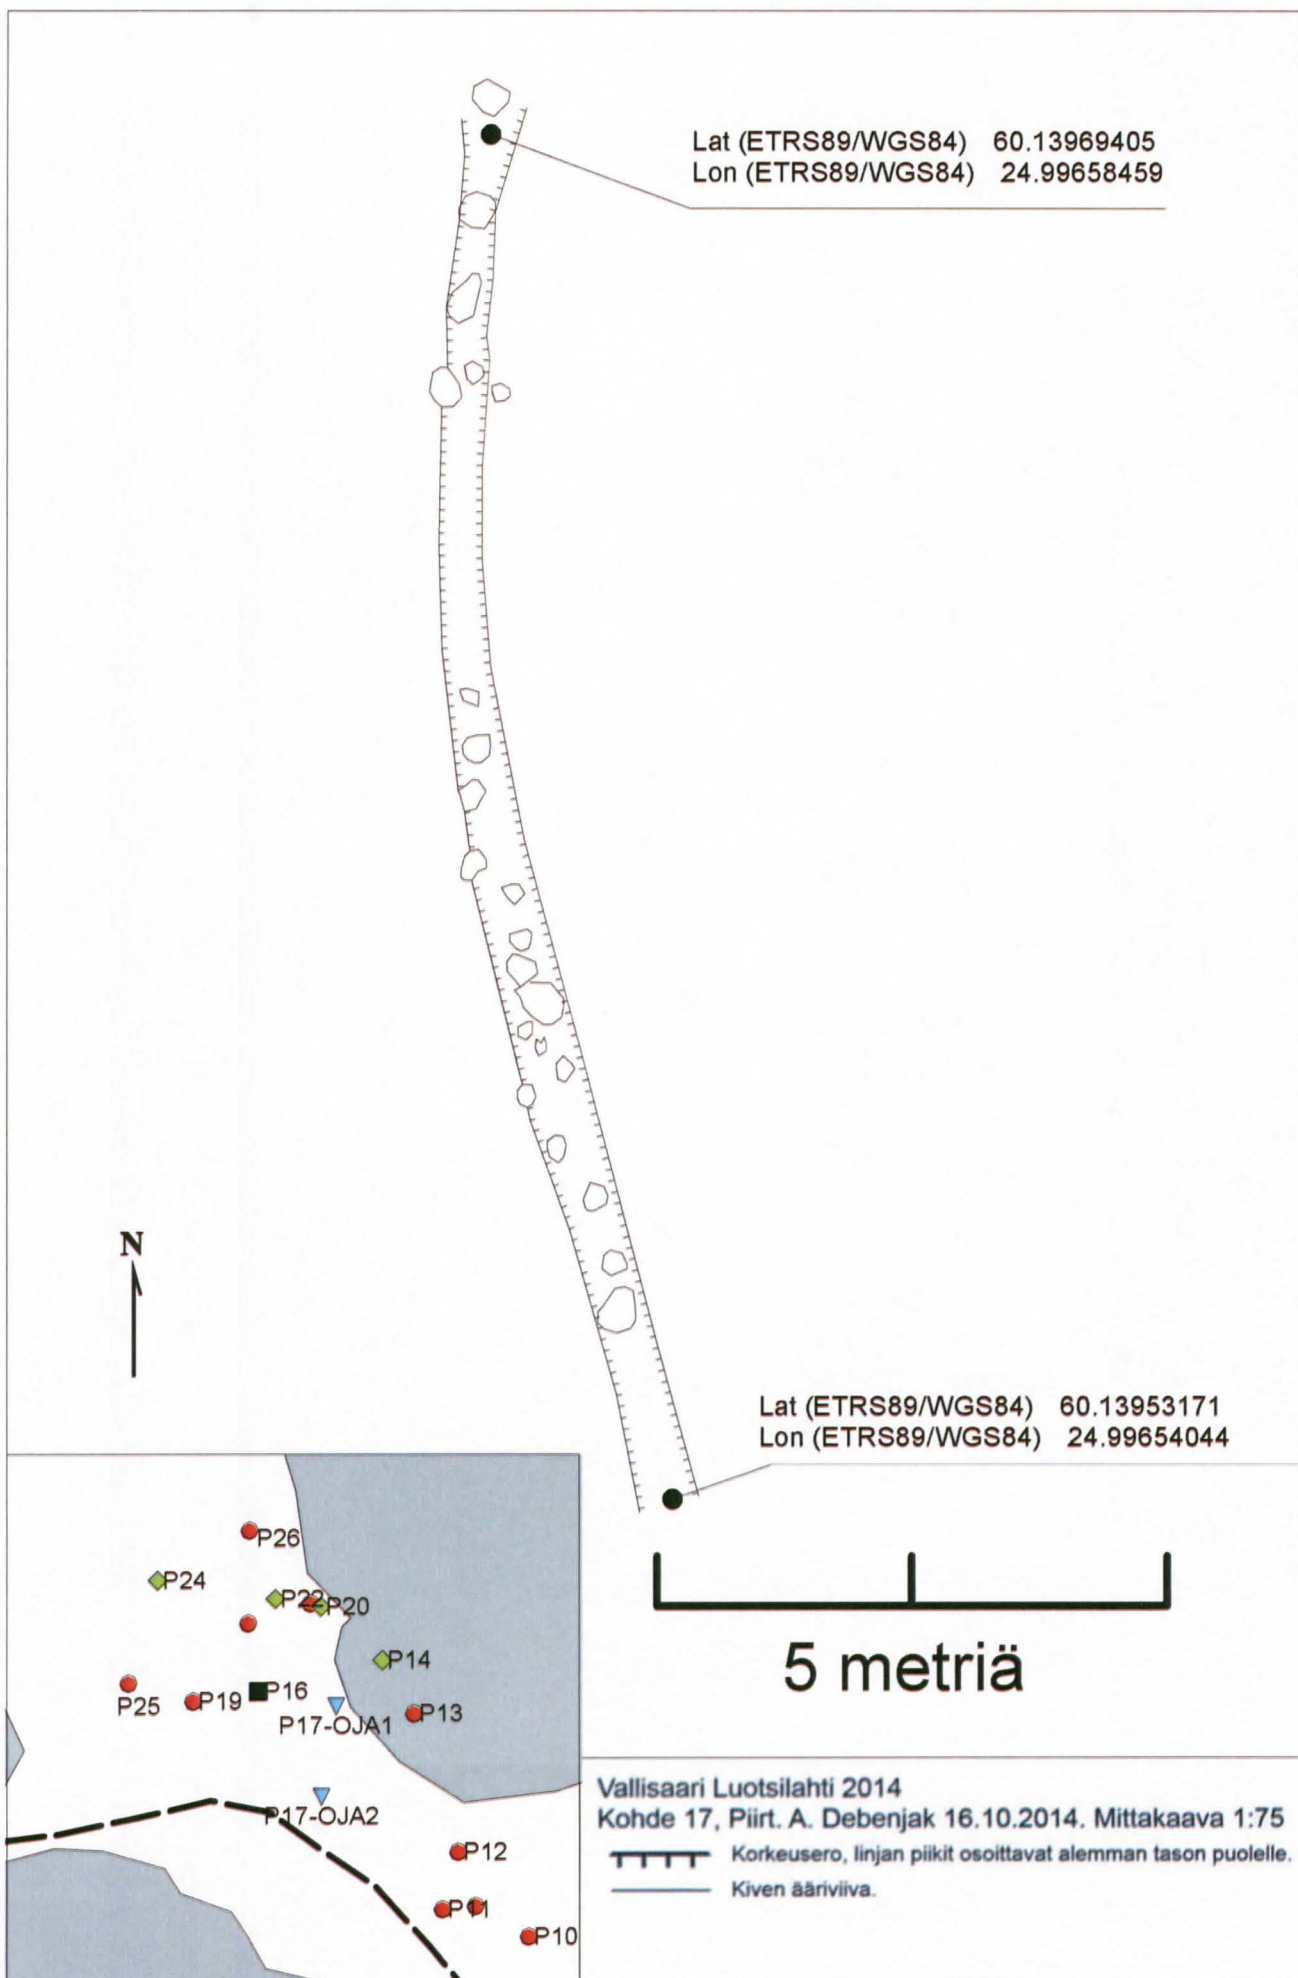 Lat (ETRS89/WGS84) 60.13969405
Lon (ETRS89/WGS84) 24.99658459
N
Lat (ETRS89/WGS84) 60.13953171
Lon (ETRS89/WGS84) 24.99654044
P26
P24
P22
P20
P14
P16
P25
P19
P17-OJA1
P13
P17-OJA2
P12
P11
P10
5 metriä
Vallisaari Luotsilahti 2014
Kohde 17, Piirt. A. Debenjak 16.10.2014. Mittakaava 1:75
Korkeusero, linjan piikit osoittavat alemman tason puolelle.
Kiven ääriviiva.